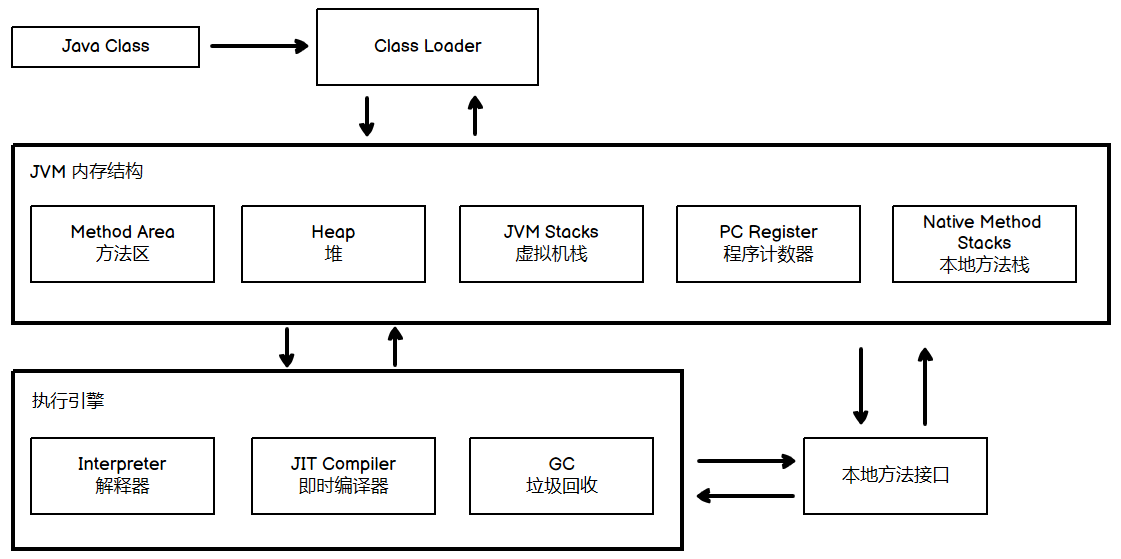 Java Class
Class Loader
JVM 内存结构
Method Area
方法区
Heap
堆
JVM Stacks
虚拟机栈
PC Register
程序计数器
Native Method
Stacks
本地方法栈
执行引擎
Interpreter
解释器
JIT Compiler
即时编译器
GC
垃圾回收
本地方法接口